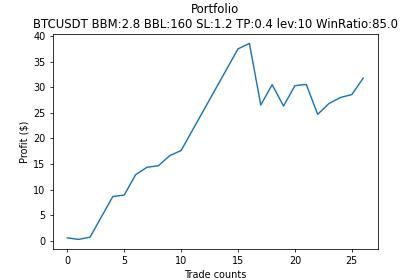 Portfolio
BTCUSDT BBM:2.8 BBL:160 SL:1.2 TP:0.4 lev:10 WinRatio:85.0
40
35
30
25
20
15
10
5
0
Profit ($)
0 5 10 15 20 25
Trade counts